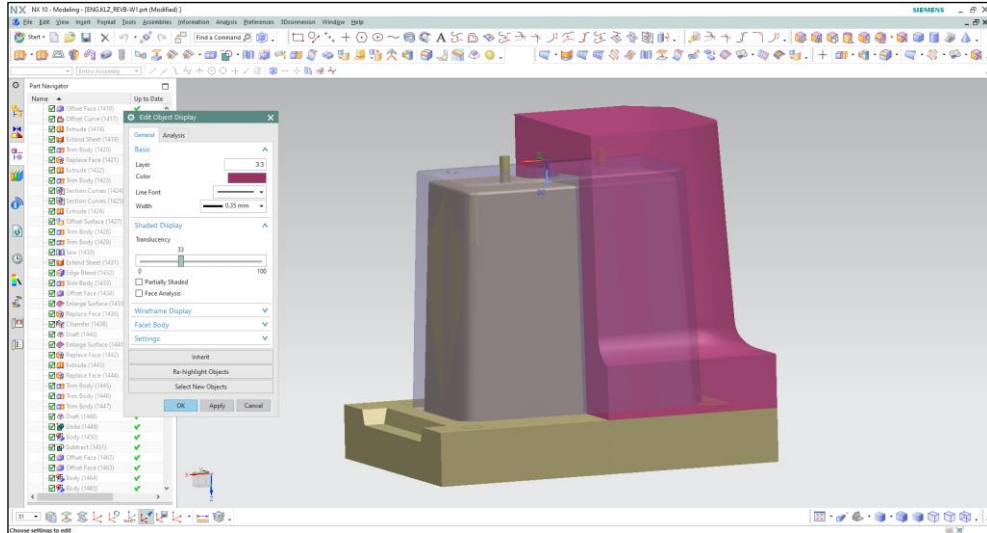 NX NX 10 - Modeling - [ENG.KLZ_REVB-W1.prt (Modified) ] SIEMENS
File Edit View Insert Format Tools Assemblies Information Analysis Preferences 3Dconnexion Window Help
Start Find a Command
Entire Assembly
Part Navigator
Name Up to Date
Offset Face (1416)
Offset Curve (1417)
Extrude (1418)
Extend Sheet (1419)
Trim Body (1420)
Replace Face (1421)
Extrude (1422)
Trim Body (1423)
Section Curves (1424
Section Curves (1425
Extrude (1426)
Offset Surface (1427)
Trim Body (1428)
Trim Body (1429)
Sew (1430)
Extend Sheet (1431)
Edge Blend (1432)
Trim Body (1433)
Offset Face (1434)
Enlarge Surface (1435
Replace Face (1436)
Chamfer (1438)
Draft (1440)
Enlarge Surface (1441
Replace Face (1442)
Extrude (1443)
Replace Face (1444)
Trim Body (1445)
Trim Body (1446)
Trim Body (1447)
Draft (1448)
Unite (1449)
Body (1450)
Subtract (1451)
Offset Face (1462)
Offset Face (1463)
Body (1464)
Body (1465)
Edit Object Display
General Analysis
Basic
Layer 33
Color
Line Font
Width 0.35 mm
Shaded Display
Translucency
33
0 100
Partially Shaded
Face Analysis
Wireframe Display
Facet Body
Settings
Inherit
Re-highlight Objects
Select New Objects
OK Apply Cancel
31
Choose settings to edit